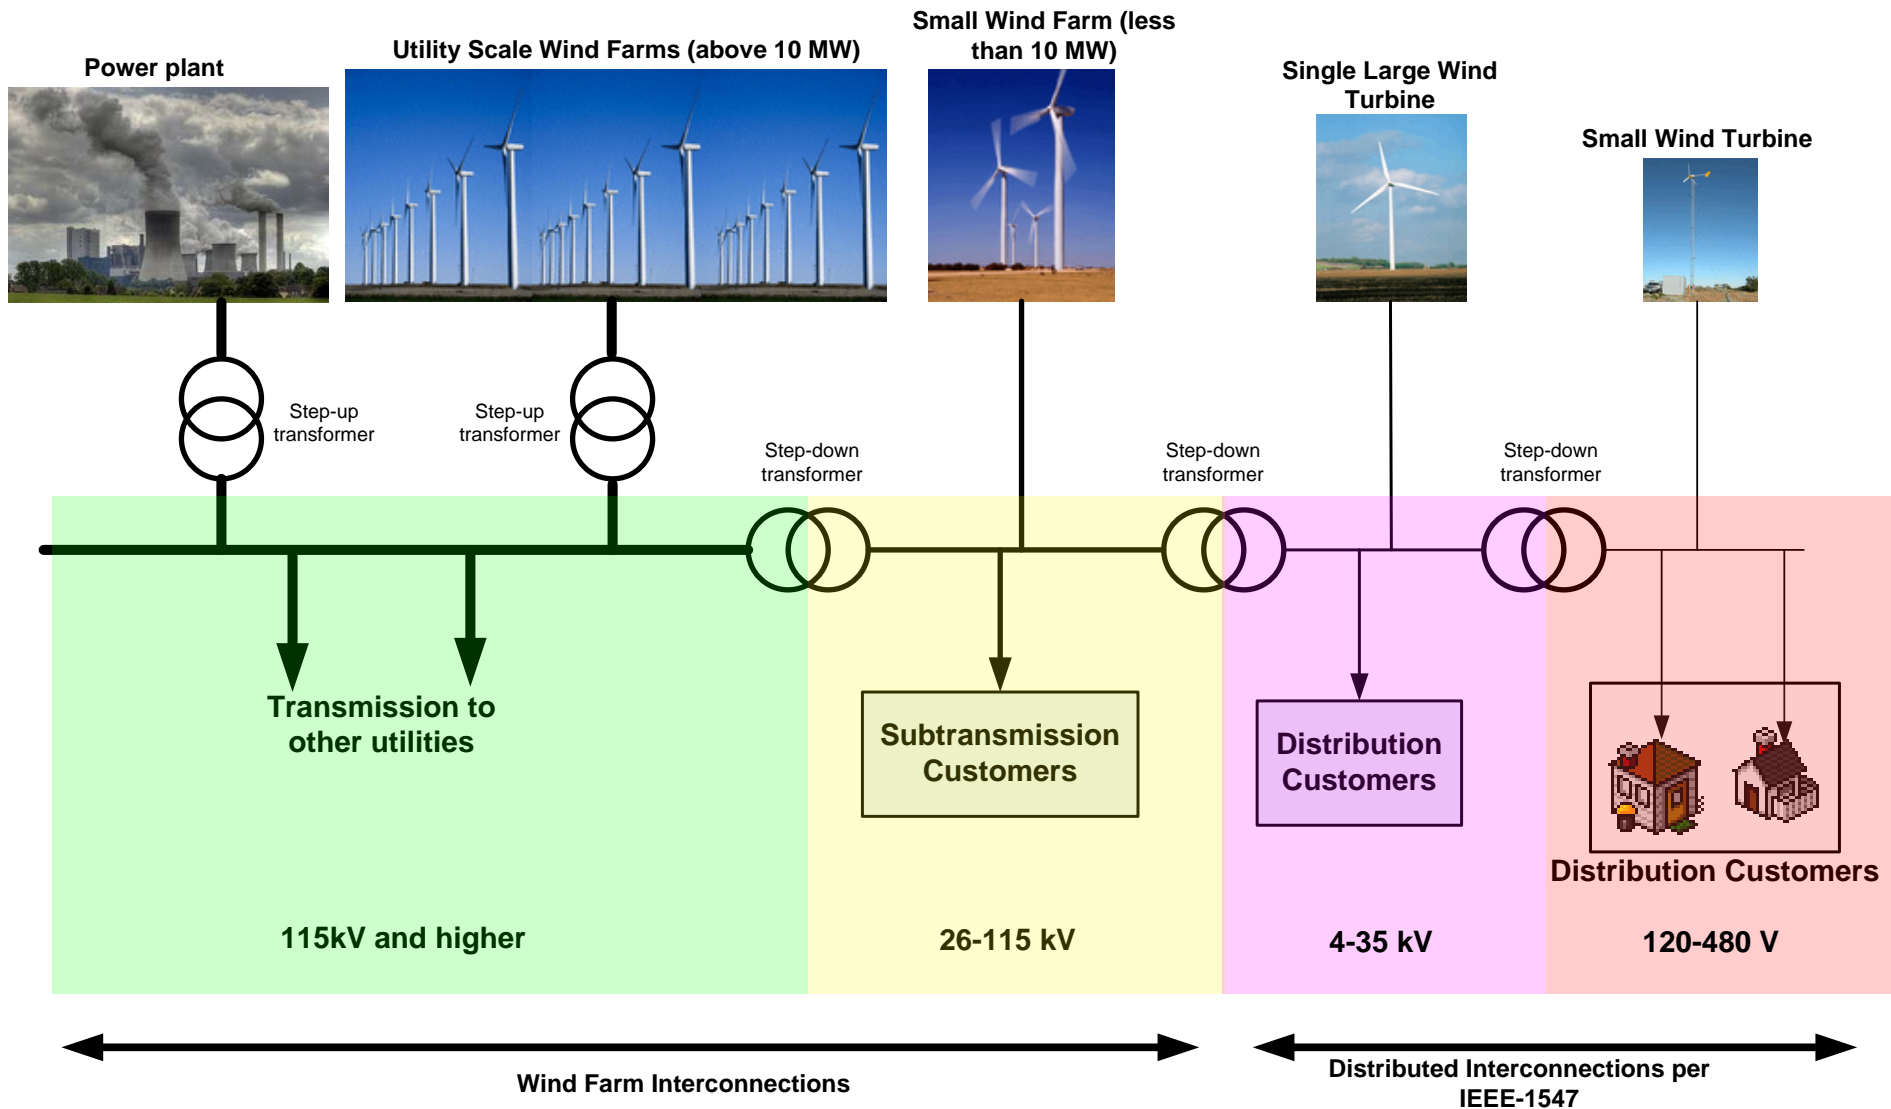 Power plant
Utility Scale Wind Farms (above 10 MW)
Small Wind Farm (less
than 10 MW)
Single Large Wind
Turbine
Small Wind Turbine
Step-up
transformer
Step-up
transformer
Step-down
transformer
Step-down
transformer
Step-down
transformer
Transmission to
other utilities
Subtransmission
Customers
Distribution
Customers
Distribution Customers
115kV and higher
26-115 kV
4-35 kV
120-480 V
Wind Farm Interconnections
Distributed Interconnections per
IEEE-1547